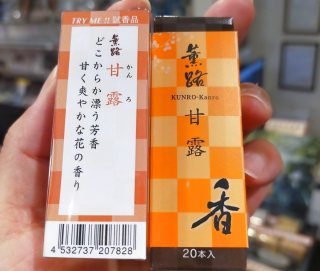 TRY ME!! 試香品
薫路
甘露
かんろ
どこからか漂う芳香
甘く爽やかな花の香り
4 532737 207828
薫路
KUNRO-Kanro
甘露
香
20本入